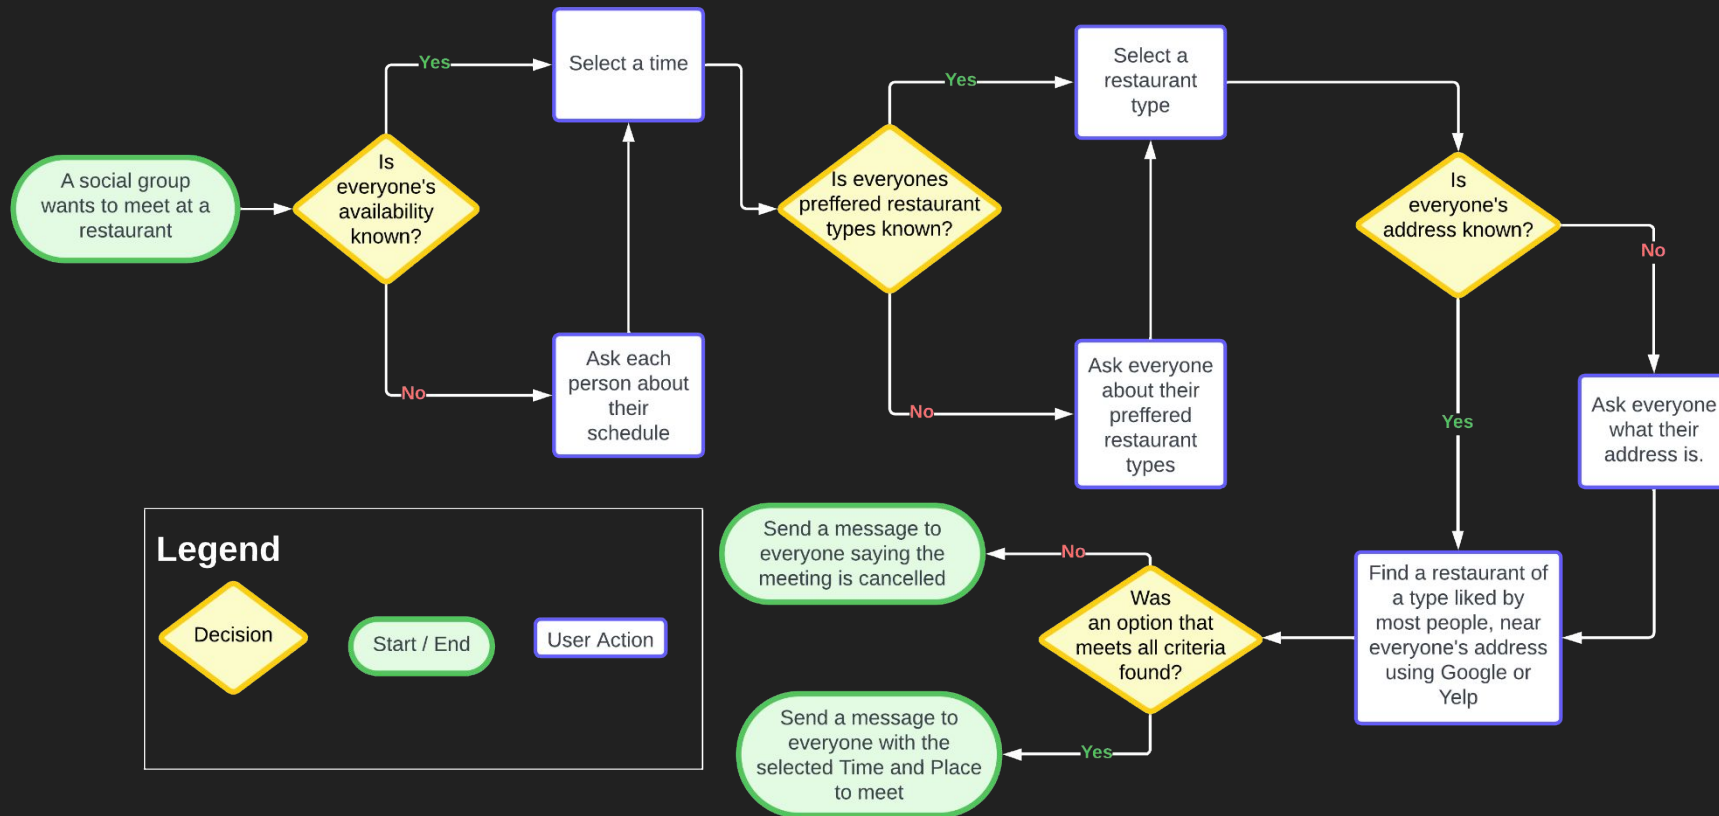 A social group
wants to meet at a
restaurant
Is
everyone's
availability
known?
Yes
No
Select a time
Ask each
person about
their
schedule
Is everyones
preffered restaurant
types known?
Yes
No
Select a
restaurant
type
Ask everyone
about their
preffered
restaurant
types
Is
everyone's
address known?
No
Yes
Ask everyone
what their
address is.
Find a restaurant of
a type liked by
most people, near
everyone's address
using Google or
Yelp
Was
an option that
meets all criteria
found?
No
Send a message to
everyone saying the
meeting is cancelled
Yes
Send a message to
everyone with the
selected Time and Place
to meet
Legend
Decision
Start / End
User Action